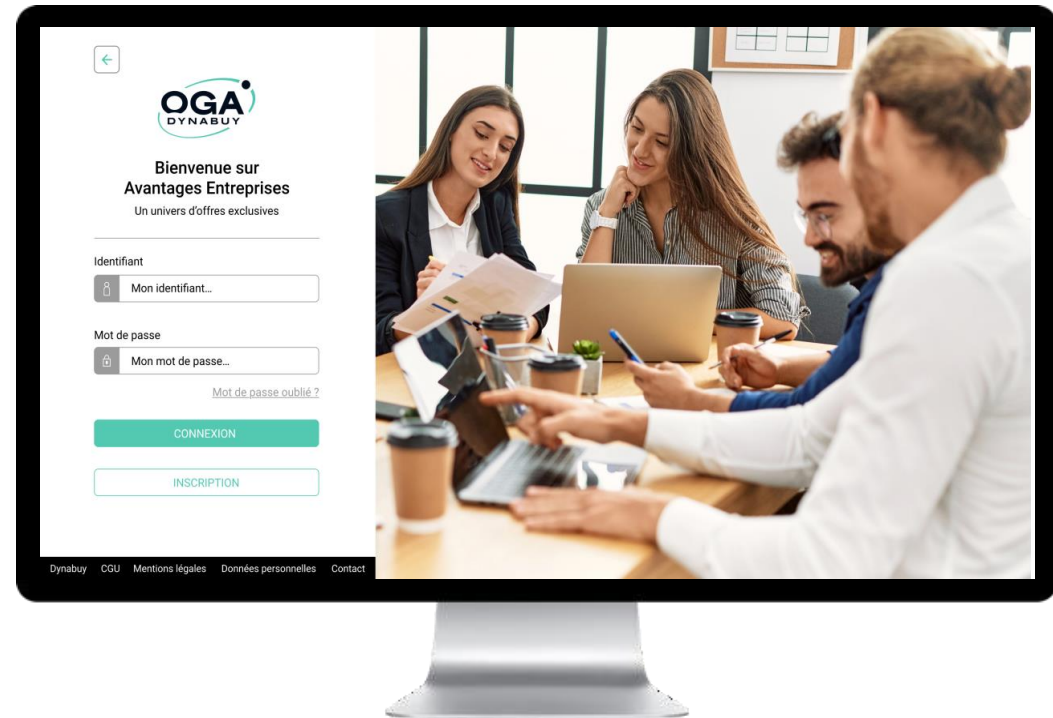 OGA
DYNABUY
Bienvenue sur
Avantages Entreprises
Un univers d'offres exclusives
Identifiant
Mon identifiant...
Mot de passe
Mon mot de passe...
Mot de passe oublié ?
CONNEXION
INSCRIPTION
Dynabuy CGU Mentions légales Données personnelles Contact